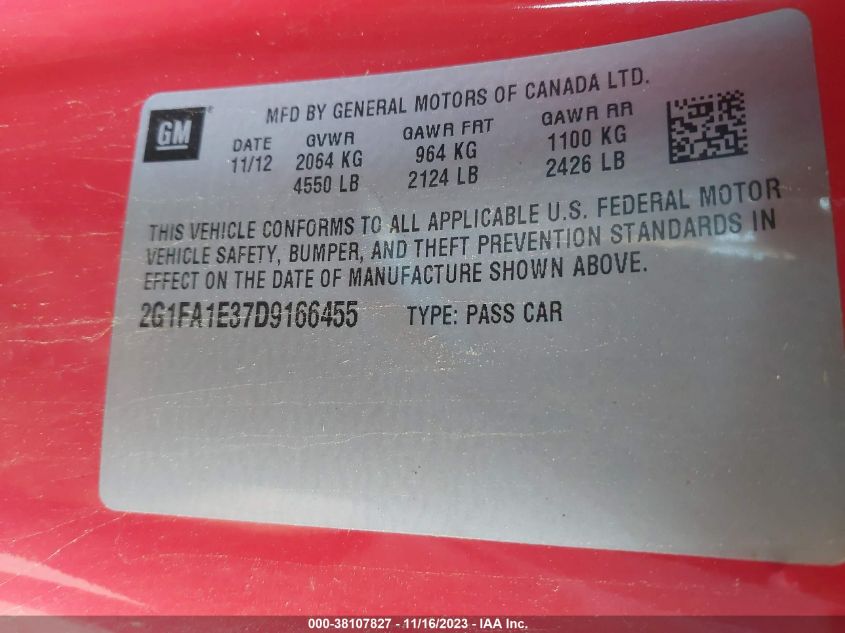 MFD BY GENERAL MOTORS OF CANADA LTD.
GM®
DATE GVWR GAWR FRT GAWR RR
11/12 2064 KG 964 KG 1100 KG
4550 LB 2124 LB 2426 LB
THIS VEHICLE CONFORMS TO ALL APPLICABLE U.S. FEDERAL MOTOR
VEHICLE SAFETY, BUMPER, AND THEFT PREVENTION STANDARDS IN
EFFECT ON THE DATE OF MANUFACTURE SHOWN ABOVE.
2G1FA1E37D9166455 TYPE: PASS CAR
000-38107827 - 11/16/2023 - IAA Inc.